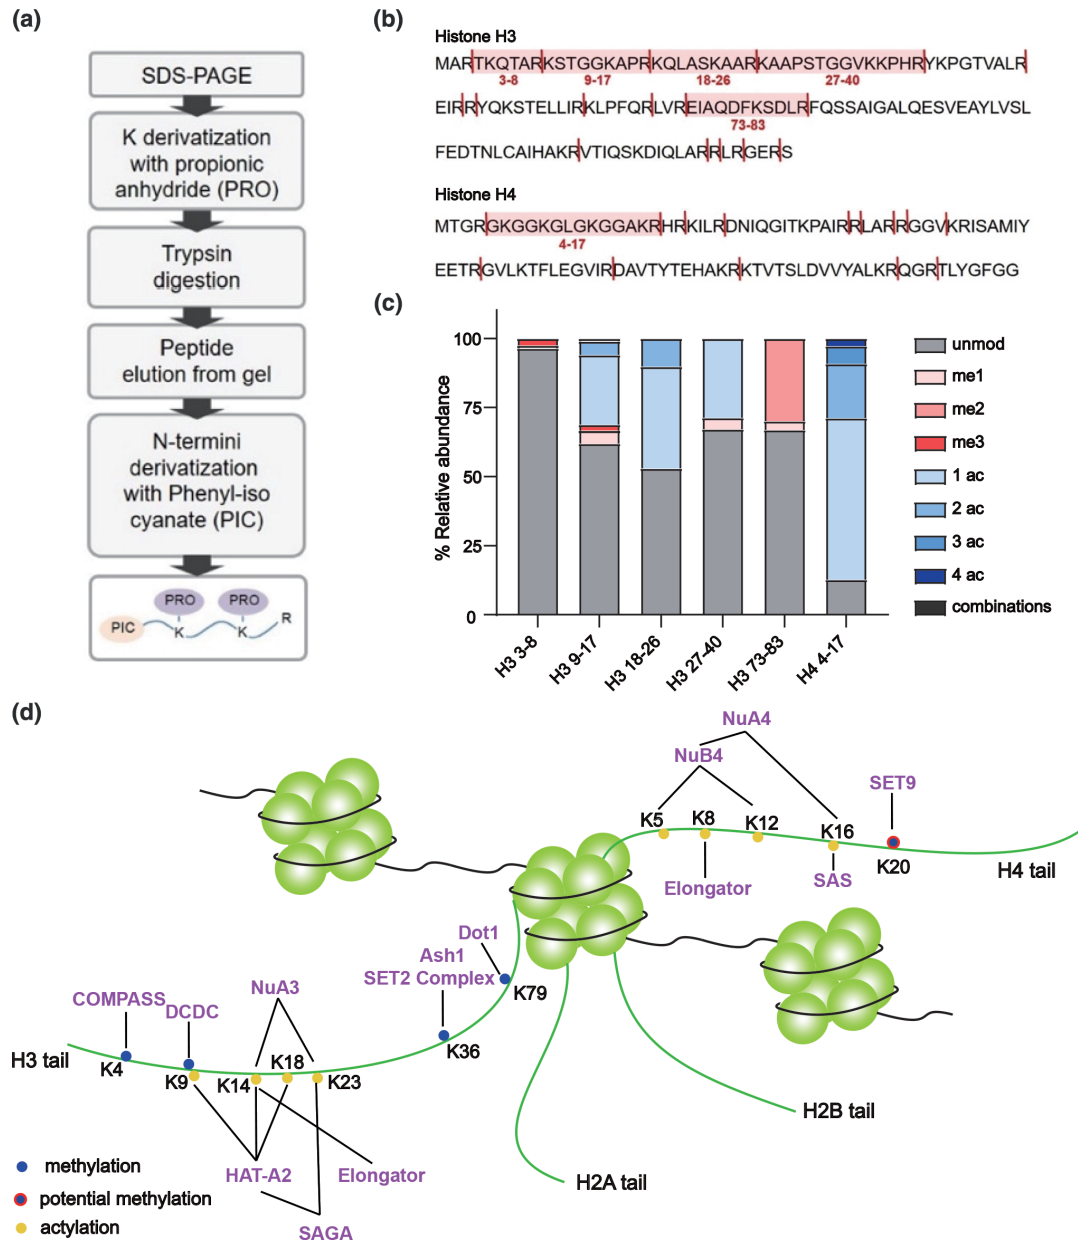 (a)
SDS-PAGE
K derivatization
with propionic
anhydride (PRO)
Trypsin
digestion
Peptide
elution from gel
N-termini
derivatization
with Phenyl-iso
cyanate (PIC)
PRO
PRO
PIC
K
K
R
(b)
Histone H3
MARTKQTARKSTGGKAPRKQLASKAARKAAPSTGGVKKPHRYKPGTVALR
3-8
9-17
18-26
27-40
EIRRYQKSTELLIRKLPFQRLVREIAQDFKSDLRFQSSAIGALQESVEAYLVSL
73-83
FEDTNLCAIHAKRVTIQSKDIQLARRLRGERS
Histone H4
MTGRGKGGKGLGKGGAKRHRKILRDNIQGITKPAIRRLARRGGVKRISAMIY
4-17
EETRGVLKTFLEGVIRDAVTYTEHAKRKTVTSLDVVYALKRQGRTLYGFGG
(c)
% Relative abundance
100
75
50
25
0
H3 3-8
H3 9-17
H3 18-26
H3 27-40
H3 73-83
H4 4-17
unmod
me1
me2
me3
1 ac
2 ac
3 ac
4 ac
combinations
(d)
NuA4
NuB4
SET9
K5
K8
K12
K16
K20
Elongator
SAS
H4 tail
Dot1
Ash1
SET2 Complex
K79
NuA3
COMPASS
DCDC
H3 tail
K4
K9
K14
K18
K23
K36
HAT-A2
Elongator
SAGA
H2B tail
H2A tail
methylation
potential methylation
actylation